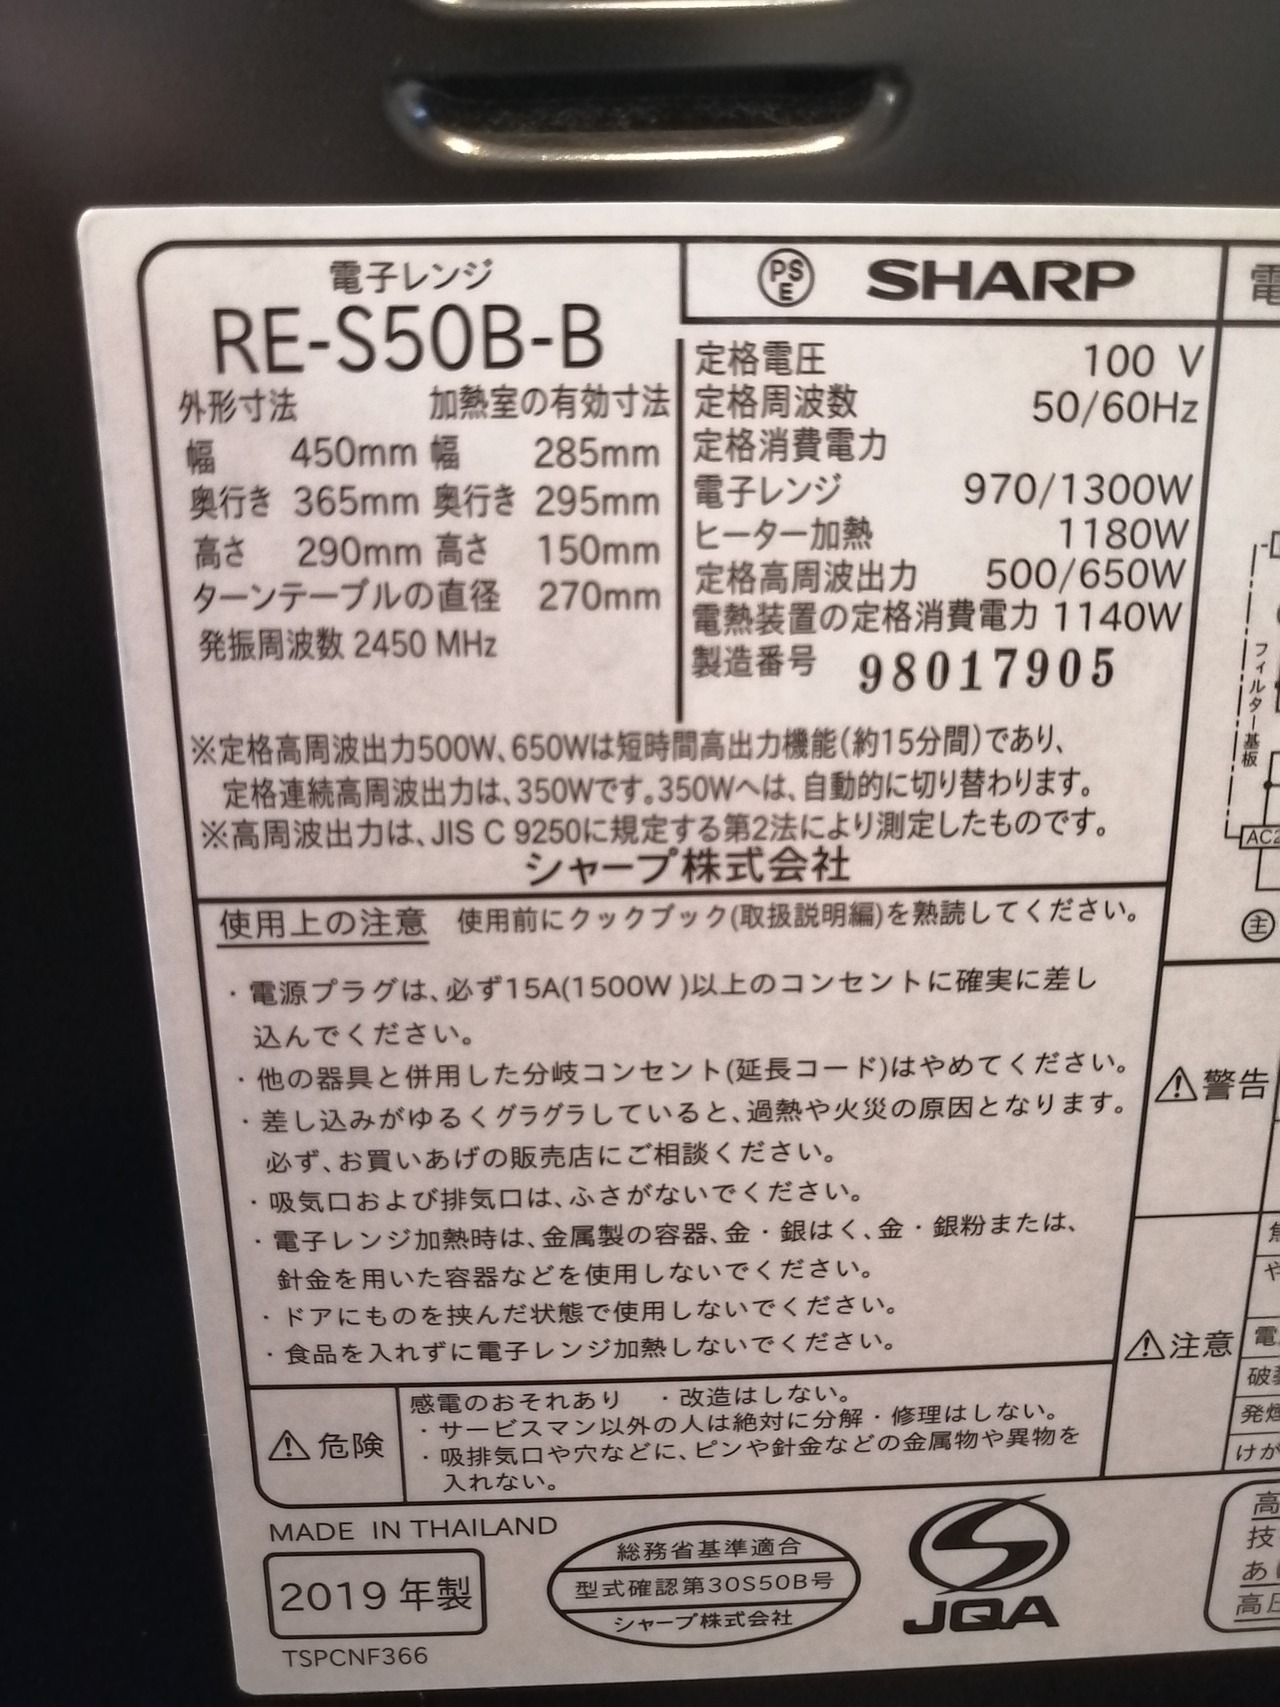 電子レンジ
RE-S50B-B
外形寸法 加熱室の有効寸法
幅 450mm 幅 285mm
奥行き 365mm 奥行き 295mm
高さ 290mm 高さ 150mm
ターンテーブルの直径 270mm
発振周波数 2450 MHz
PS
E
SHARP
定格電圧 100 V
定格周波数 50/60Hz
定格消費電力
電子レンジ 970/1300W
ヒーター加熱 1180W
定格高周波出力 500/650W
電熱装置の定格消費電力 1140W
製造番号 98017905
※定格高周波出力500W、650Wは短時間高出力機能(約15分間)であり、
定格連続高周波出力は、350Wです。350Wへは、自動的に切り替わります。
※高周波出力は、JIS C 9250に規定する第2法により測定したものです。
シャープ株式会社
使用上の注意 使用前にクックブック(取扱説明編)を熟読してください。
・電源プラグは、必ず15A(1500W )以上のコンセントに確実に差し
込んでください。
・他の器具と併用した分岐コンセント(延長コード)はやめてください。
・差し込みがゆるくグラグラしていると、過熱や火災の原因となります。
必ず、お買いあげの販売店にご相談ください。
・吸気口および排気口は、ふさがないでください。
・電子レンジ加熱時は、金属製の容器、金・銀はく、金・銀粉または、
針金を用いた容器などを使用しないでください。
・ドアにものを挟んだ状態で使用しないでください。
・食品を入れずに電子レンジ加熱しないでください。
⚠危険
感電のおそれあり ・改造はしない。
・サービスマン以外の人は絶対に分解・修理はしない。
・吸排気口や穴などに、ピンや針金などの金属物や異物を
入れない。
MADE IN THAILAND
2019 年製
TSPCNF366
総務省基準適合
型式確認第30S50B号
シャープ株式会社
JQA
電
フィルター基板
主
⚠警告
⚠注意
や
電
発煙
けが
高
技
あ
高圧